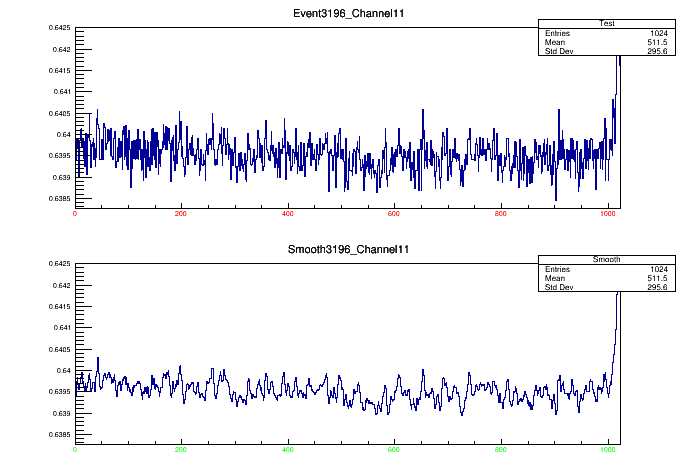 Event3196_Channel11
Test
Entries 1024
Mean 511.5
Std Dev 295.6
0.6425
0.642
0.6415
0.641
0.6405
0.64
0.6395
0.639
0.6385
0 200 400 600 800 1000
Smooth3196_Channel11
Smooth
Entries 1024
Mean 511.5
Std Dev 295.6
0.6425
0.642
0.6415
0.641
0.6405
0.64
0.6395
0.639
0.6385
0 200 400 600 800 1000